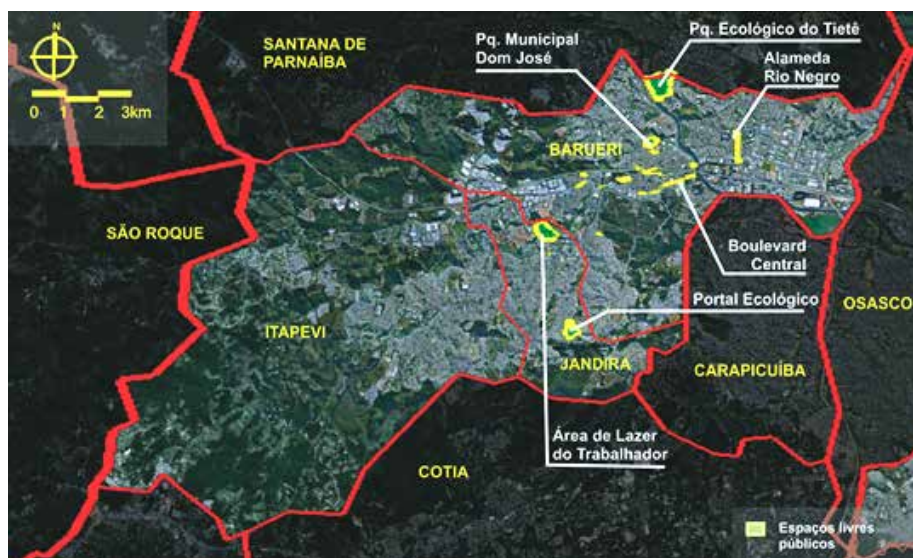 N
0 1 2 3km
SANTANA DE
PARNAÍBA
Pq. Municipal
Dom José
Pq. Ecológico do Tietê
Alameda
Rio Negro
BARUERI
SÃO ROQUE
Boulevard
Central
Portal Ecológico
OSASCO
ITAPEVI
JANDIRA
CARAPICUÍBA
Área de Lazer
do Trabalhador
COTIA
Espaços livres
públicos